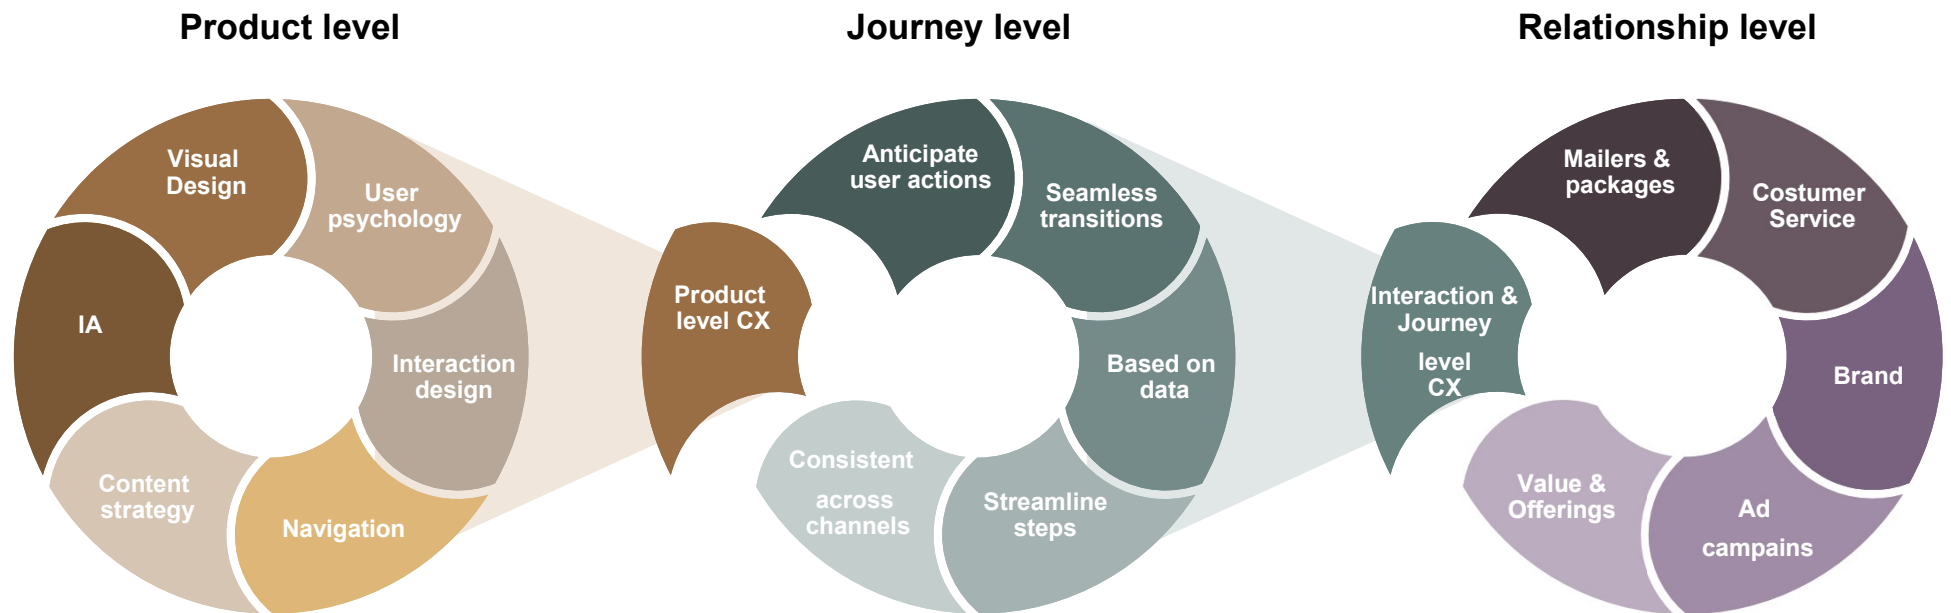 Product level
Visual
Design
User
psychology
IA
Interaction
design
Content
strategy
Navigation
Journey level
Anticipate
user actions
Seamless
transitions
Product
level CX
Based on
data
Consistent
across
channels
Streamline
steps
Relationship level
Mailers &
packages
Costumer
Service
Interaction &
Journey
level
CX
Brand
Value &
Offerings
Ad
campains